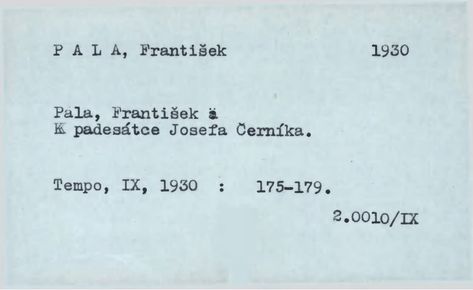 P A L A, František 1930
Pala, František
K padesátce Josefa Černíka.
Tempo, IX, 1930 : 175-179.
2.0010/IX